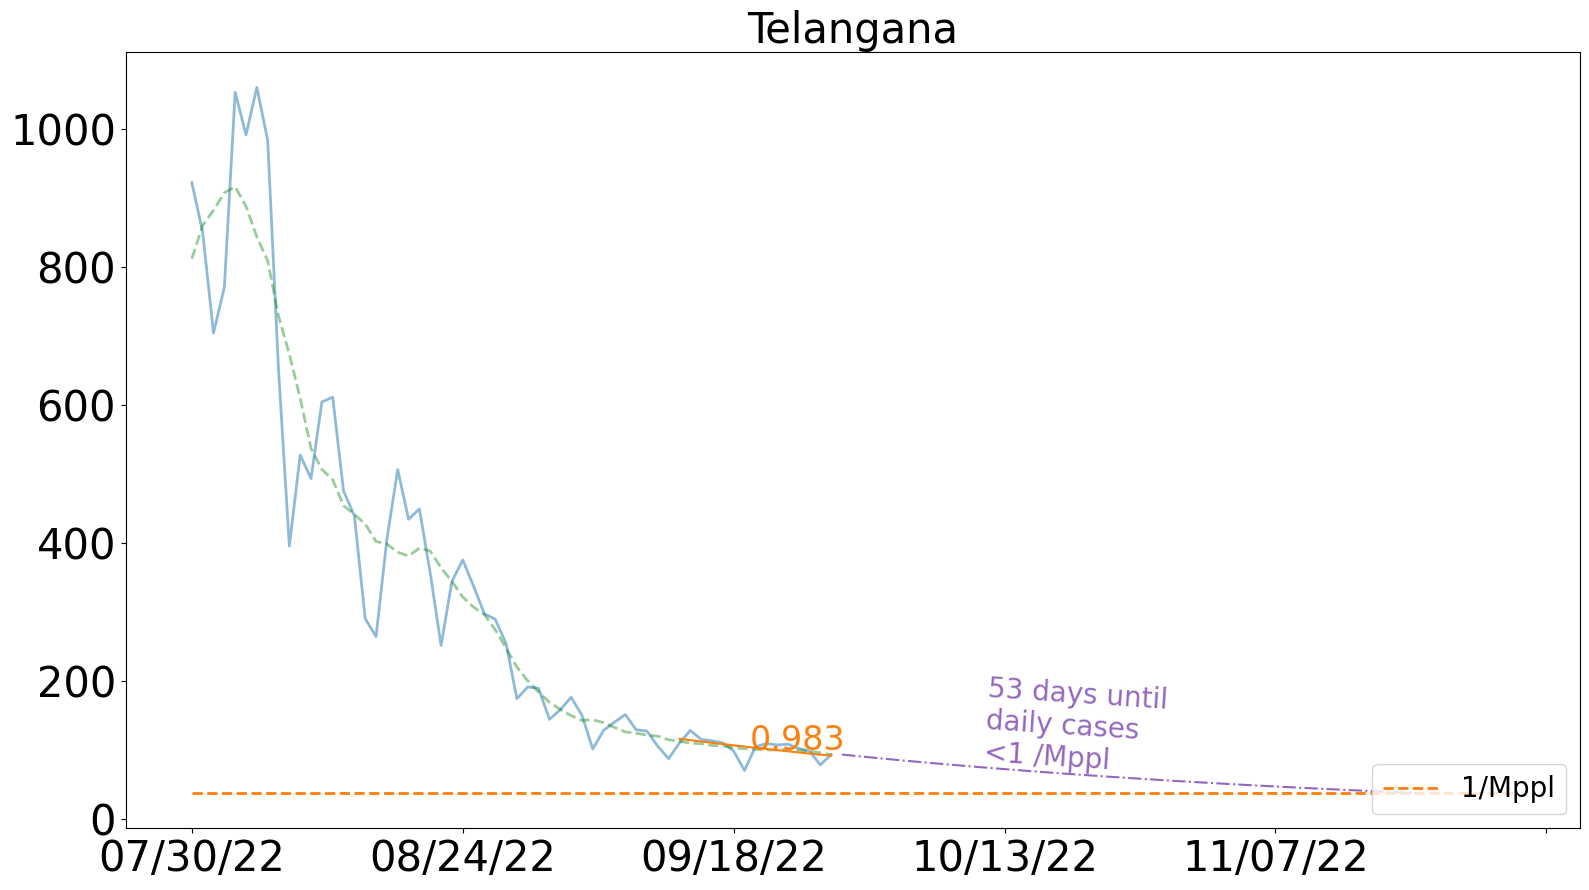 Telangana
1000
800
600
400
200
0
0.983
53 days until
daily cases
<1 /Mppl
1/Mppl
07/30/22
08/24/22
09/18/22
10/13/22
11/07/22